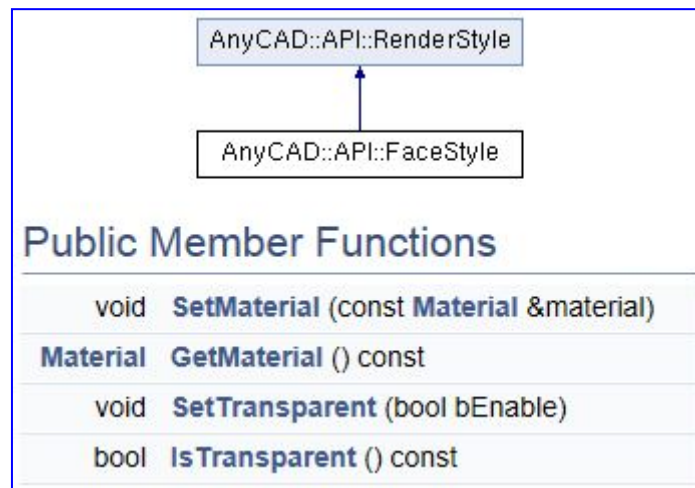 AnyCAD::API::RenderStyle
AnyCAD::API::FaceStyle
Public Member Functions
void SetMaterial (const Material &material)
Material GetMaterial () const
void SetTransparent (bool bEnable)
bool IsTransparent () const